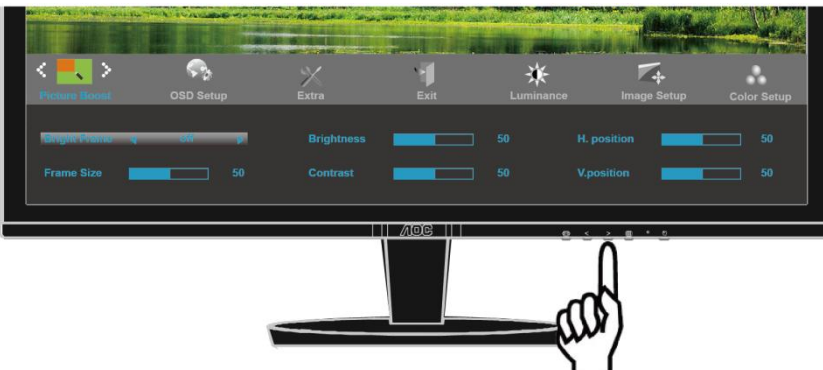 Picture Boost OSD Setup Extra Exit Luminance Image Setup Color Setup
Bright Frame off Brightness 50 H. position 50
Frame Size 50 Contrast 50 V.position 50
AOC